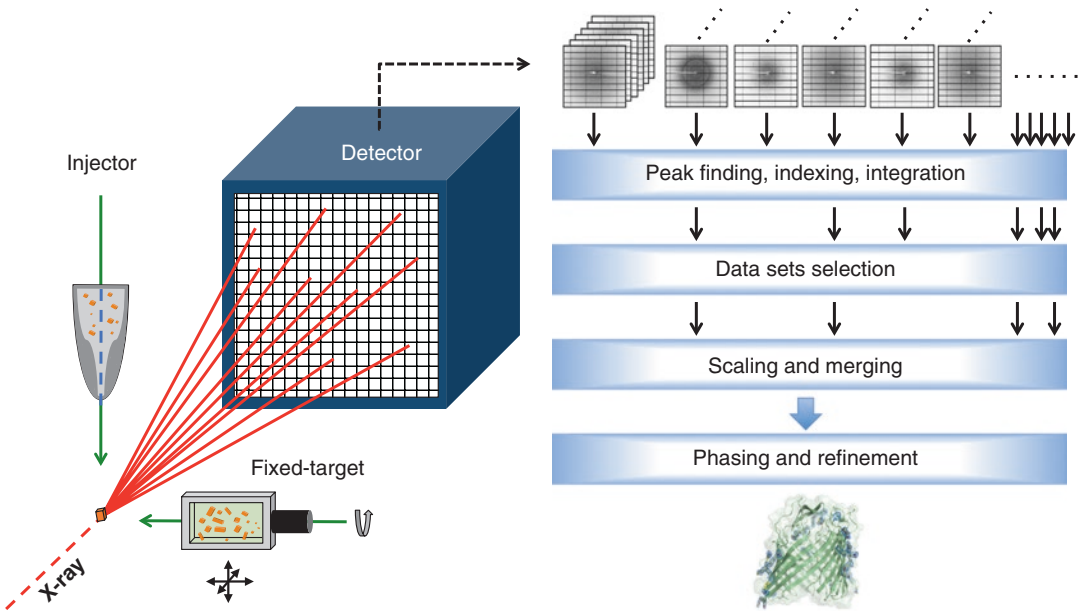 Injector
Detector
Fixed-target
X-ray
Peak finding, indexing, integration
Data sets selection
Scaling and merging
Phasing and refinement